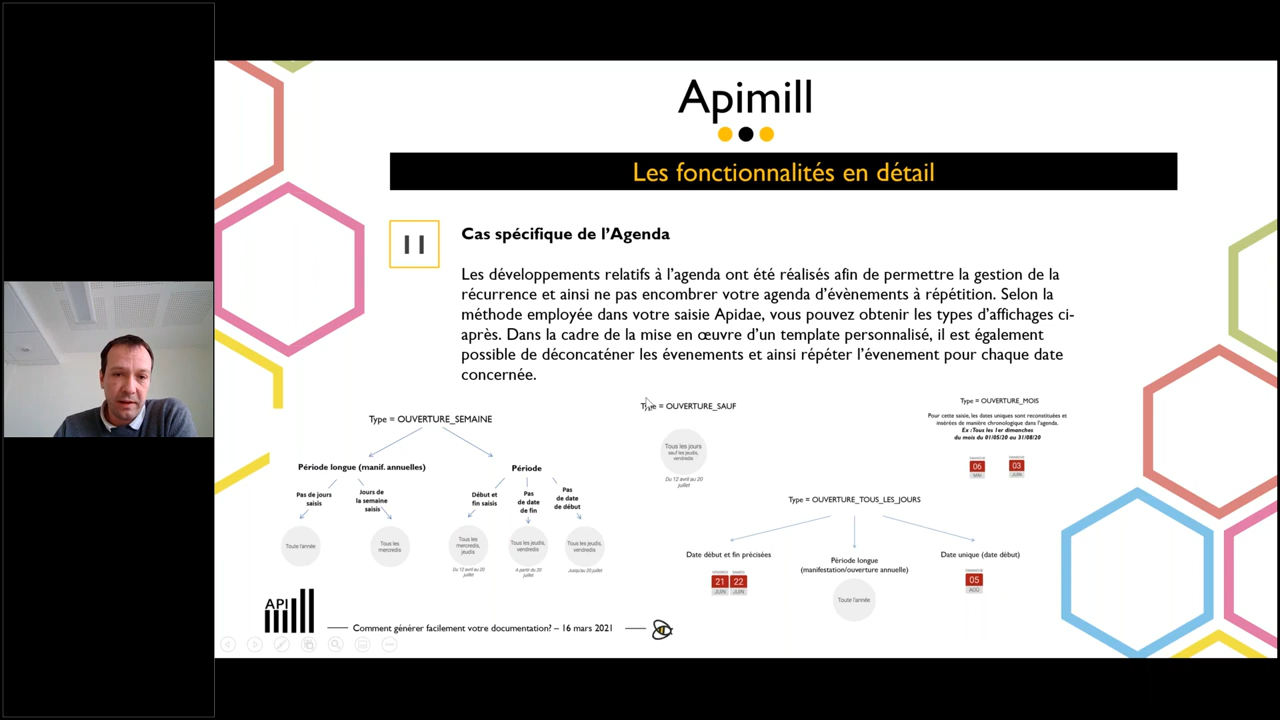 Apimill
Les fonctionnalités en détail
11
Cas spécifique de l'Agenda
Les développements relatifs à l'agenda ont été réalisés afin de permettre la gestion de la
récurrence et ainsi ne pas encombrer votre agenda d'évènements à répétition. Selon la
méthode employée dans votre saisie Apidae, vous pouvez obtenir les types d'affichages ci-
après. Dans la cadre de la mise en œuvre d'un template personnalisé, il est également
possible de déconcaténer les évenements et ainsi répéter l'évenement pour chaque date
concernée.
Type = OUVERTURE_SEMAINE
Période longue (manif. annuelles)
Période
Pas de jours
saisis
Jours de
la semaine
saisis
Début et
fin saisis
Pas
de date
de fin
Pas
de date
de début
Toute l'année
Tous les
mercredis
Tous les
mercredis,
jeudis
Tous les jeudis,
vendredis
Tous les jeudis,
vendredis
Du 12 avril au 20
juillet
A partir du 20
juillet
Jusqu'au 20 juillet
Type = OUVERTURE_SAUF
Tous les jours
sauf les jeudis,
vendredis
Du 12 avril au 20
juillet
Type = OUVERTURE_MOIS
Pour cette saisie, les dates uniques sont reconstituées et
insérées de manière chronologique dans l'agenda.
Ex :Tous les 1er dimanches
du mois du 01/05/20 au 31/08/20
DIMANCHE
06
MAI
DIMANCHE
03
JUIN
Type = OUVERTURE_TOUS_LES_JOURS
Date début et fin précisées
Période longue
(manifestation/ouverture annuelle)
Date unique (date début)
VENDREDI
21
JUIN
SAMEDI
22
JUIN
Toute l'année
DIMANCHE
05
AOÛ
API
Comment générer facilement votre documentation? – 16 mars 2021